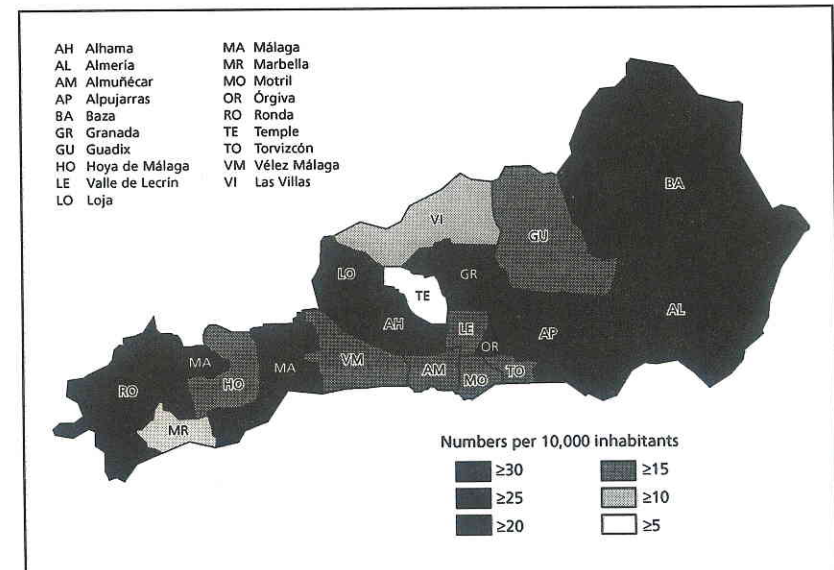 AH Alhama
AL Almería
AM Almuñécar
AP Alpujarras
BA Baza
GR Granada
GU Guadix
HO Hoya de Málaga
LE Valle de Lecrín
LO Loja
MA Málaga
MR Marbella
MO Motril
OR Órgiva
RO Ronda
TE Temple
TO Torvizcón
VM Vélez Málaga
VI Las Villas
BA
VI
GU
LO
GR
TE
AL
AH
LE
OR
AP
MA
MA
VM
AM
MO
TO
RO
HO
MR
Numbers per 10,000 inhabitants
≥30
≥25
≥20
≥15
≥10
≥5